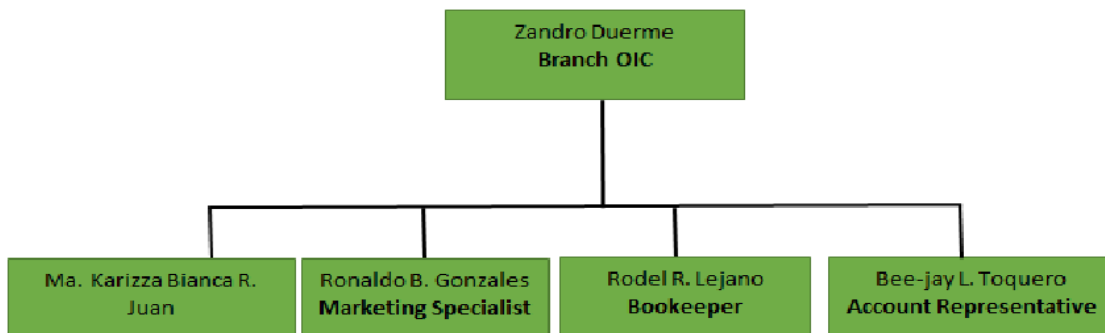 Zandro Duerme
Branch OIC
Ma. Karizza Bianca R.
Juan
Ronaldo B. Gonzales
Marketing Specialist
Rodel R. Lejano
Bookeeper
Bee-jay L. Toquero
Account Representative